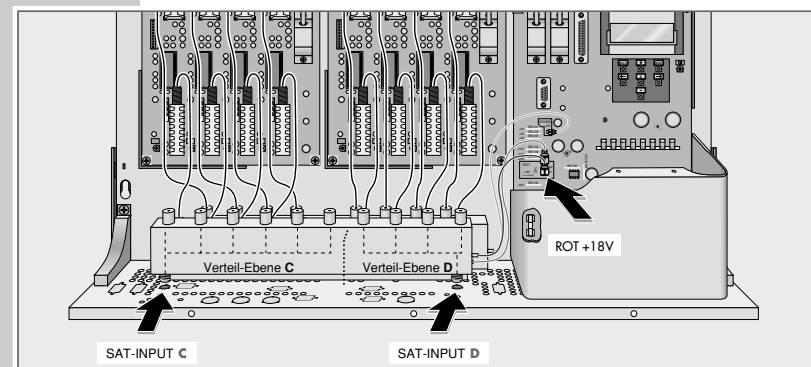 ROT +18V
Verteil-Ebene C
Verteil-Ebene D
SAT-INPUT C
SAT-INPUT D